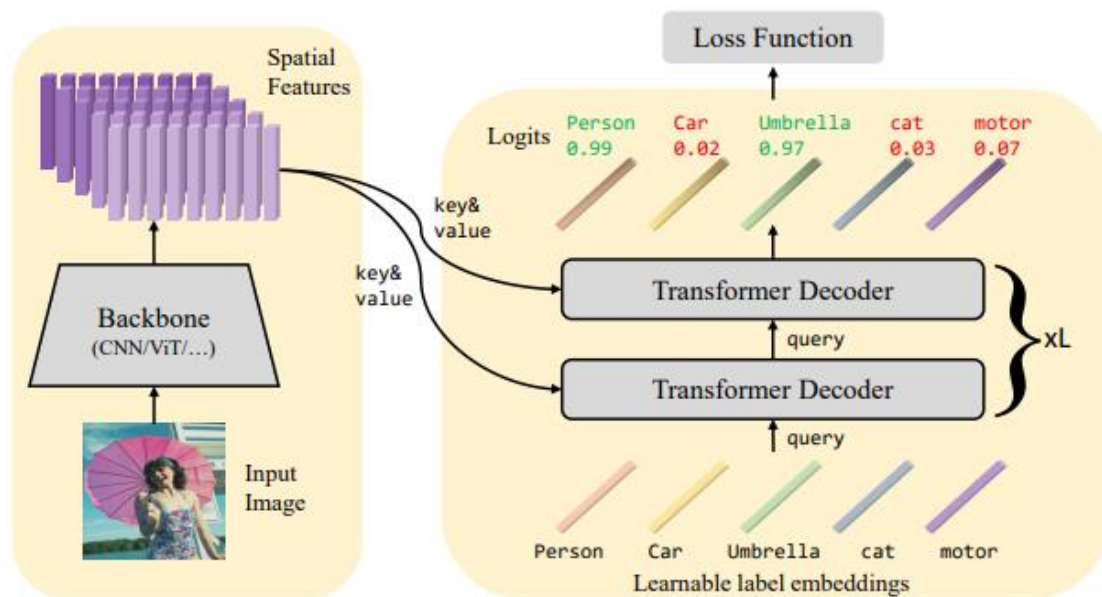 Loss Function
Spatial
Features
Logits
Person Car Umbrella cat motor
0.99 0.02 0.97 0.03 0.07
key&
value
key&
value
Transformer Decoder
Backbone
(CNN/ViT/…)
query
xL
Transformer Decoder
query
Input
Image
Person Car Umbrella cat motor
Learnable label embeddings